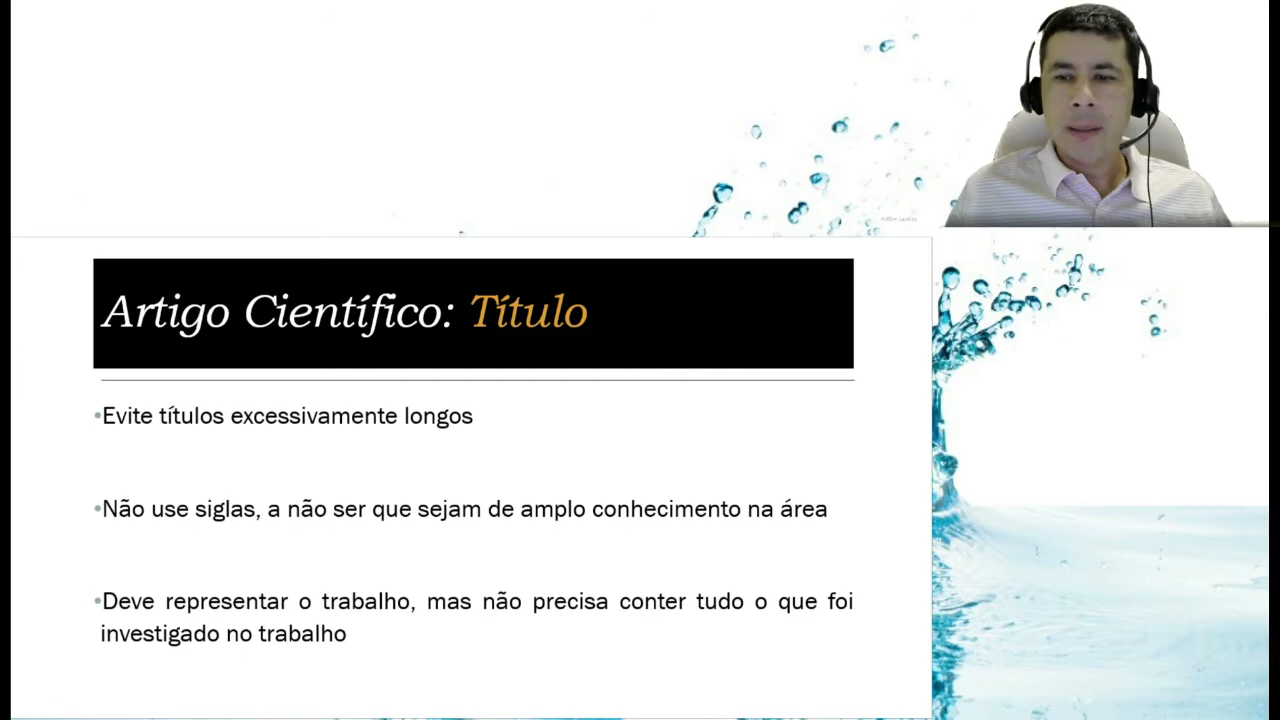 Artigo Científico: Título
•Evite títulos excessivamente longos
•Não use siglas, a não ser que sejam de amplo conhecimento na área
•Deve representar o trabalho, mas não precisa conter tudo o que foi
investigado no trabalho